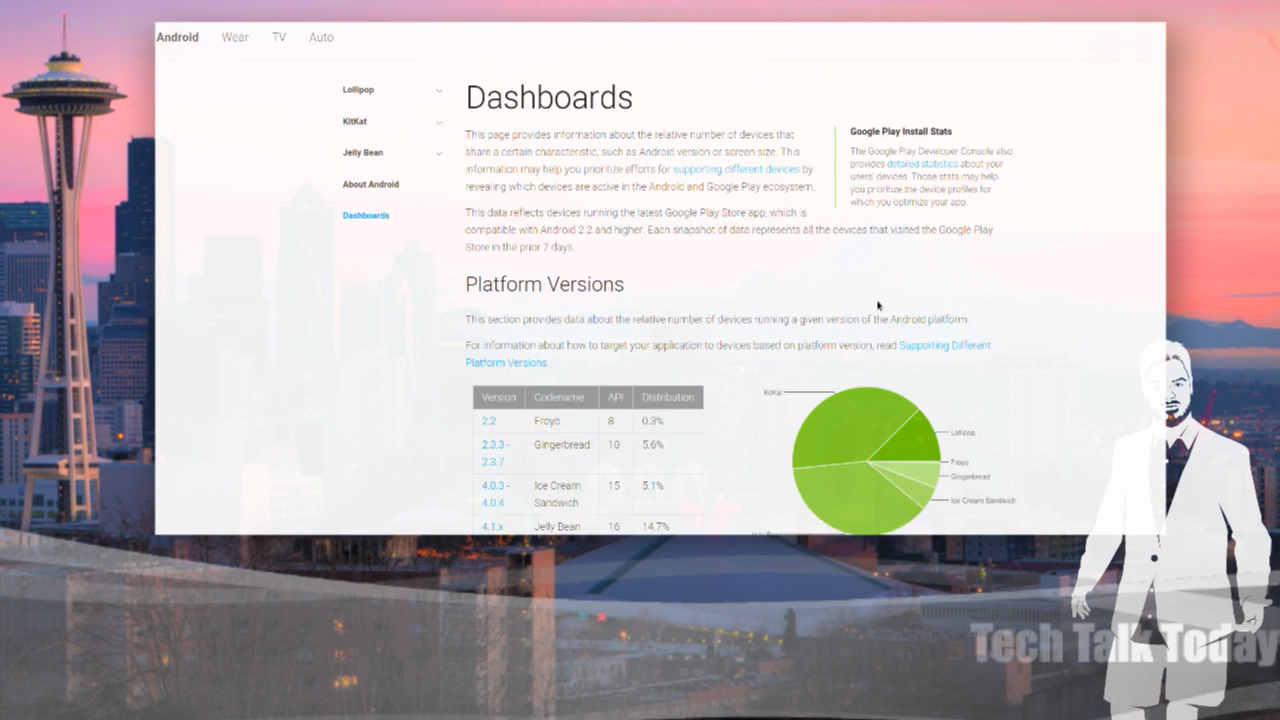 Android Wear TV Auto
Lollipop
KitKat
Jelly Bean
About Android
Dashboards
Dashboards
This page provides information about the relative number of devices that
share a certain characteristic, such as Android version or screen size. This
information may help you prioritize efforts for supporting different devices by
revealing which devices are active in the Android and Google Play ecosystem.
This data reflects devices running the latest Google Play Store app, which is
compatible with Android 2.2 and higher. Each snapshot of data represents all the devices that visited the Google Play
Store in the prior 7 days.
Google Play Install Stats
The Google Play Developer Console also
provides detailed statistics about your
users' devices. Those stats may help
you prioritize the device profiles for
which you optimize your app.
Platform Versions
This section provides data about the relative number of devices running a given version of the Android platform.
For information about how to target your application to devices based on platform version, read Supporting Different
Platform Versions.
Version Codename API Distribution
2.2 Froyo 8 0.3%
2.3.3 - Gingerbread 10 5.6%
2.3.7
4.0.3 - Ice Cream 15 5.1%
4.0.4 Sandwich
4.1.x Jelly Bean 16 14.7%
KitKat
Lollipop
Froyo
Gingerbread
Ice Cream Sandwich
Tech Talk Today